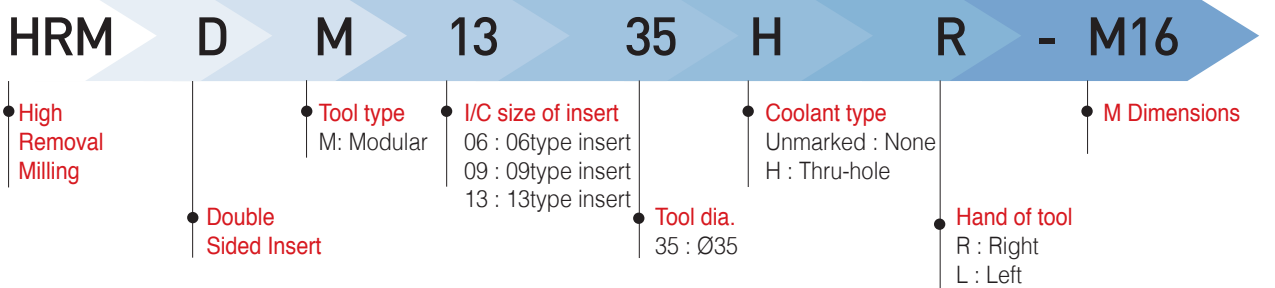 HRM D M 13 35 H R - M16
High
Removal
Milling
Double
Sided Insert
Tool type
M: Modular
I/C size of insert
06 : 06type insert
09 : 09type insert
13 : 13type insert
Tool dia.
35 : Ø35
Coolant type
Unmarked : None
H : Thru-hole
Hand of tool
R : Right
L : Left
M Dimensions